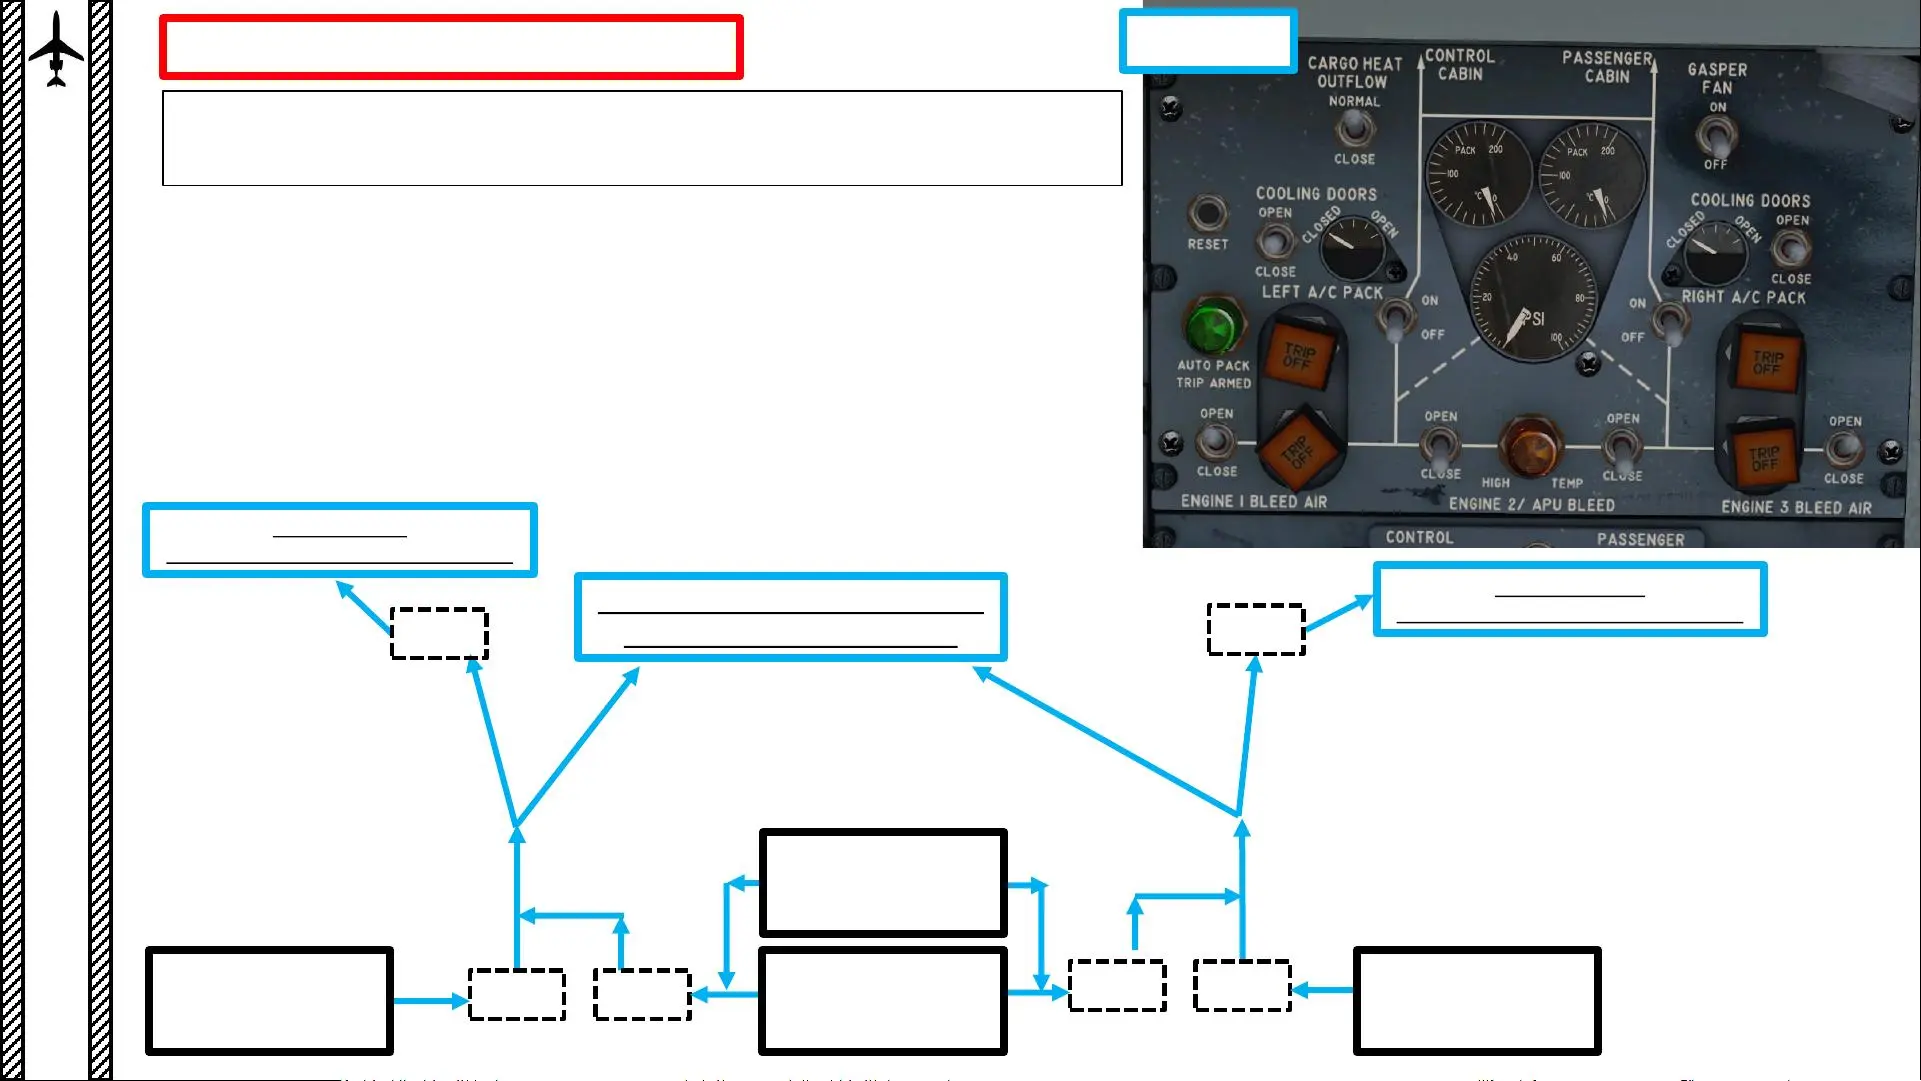 CONTROL CABIN
PASSENGER CABIN
CARGO HEAT
OUTFLOW
NORMAL
CLOSE
GASPER
FAN
ON
OFF
PACK 200
100
°C 0
PACK 200
100
°C 0
COOLING DOORS
OPEN
CLOSE
CLOSED OPEN
COOLING DOORS
CLOSED OPEN
OPEN
CLOSE
RESET
LEFT A/C PACK
ON
OFF
40 60
20 80
PSI
100
RIGHT A/C PACK
ON
OFF
AUTO PACK
TRIP ARMED
TRIP
OFF
TRIP
OFF
OPEN
CLOSE
TRIP
OFF
OPEN
CLOSE
HIGH TEMP
OPEN
CLOSE
TRIP
OFF
OPEN
CLOSE
ENGINE 1 BLEED AIR
ENGINE 2/ APU BLEED
ENGINE 3 BLEED AIR
CONTROL
PASSENGER